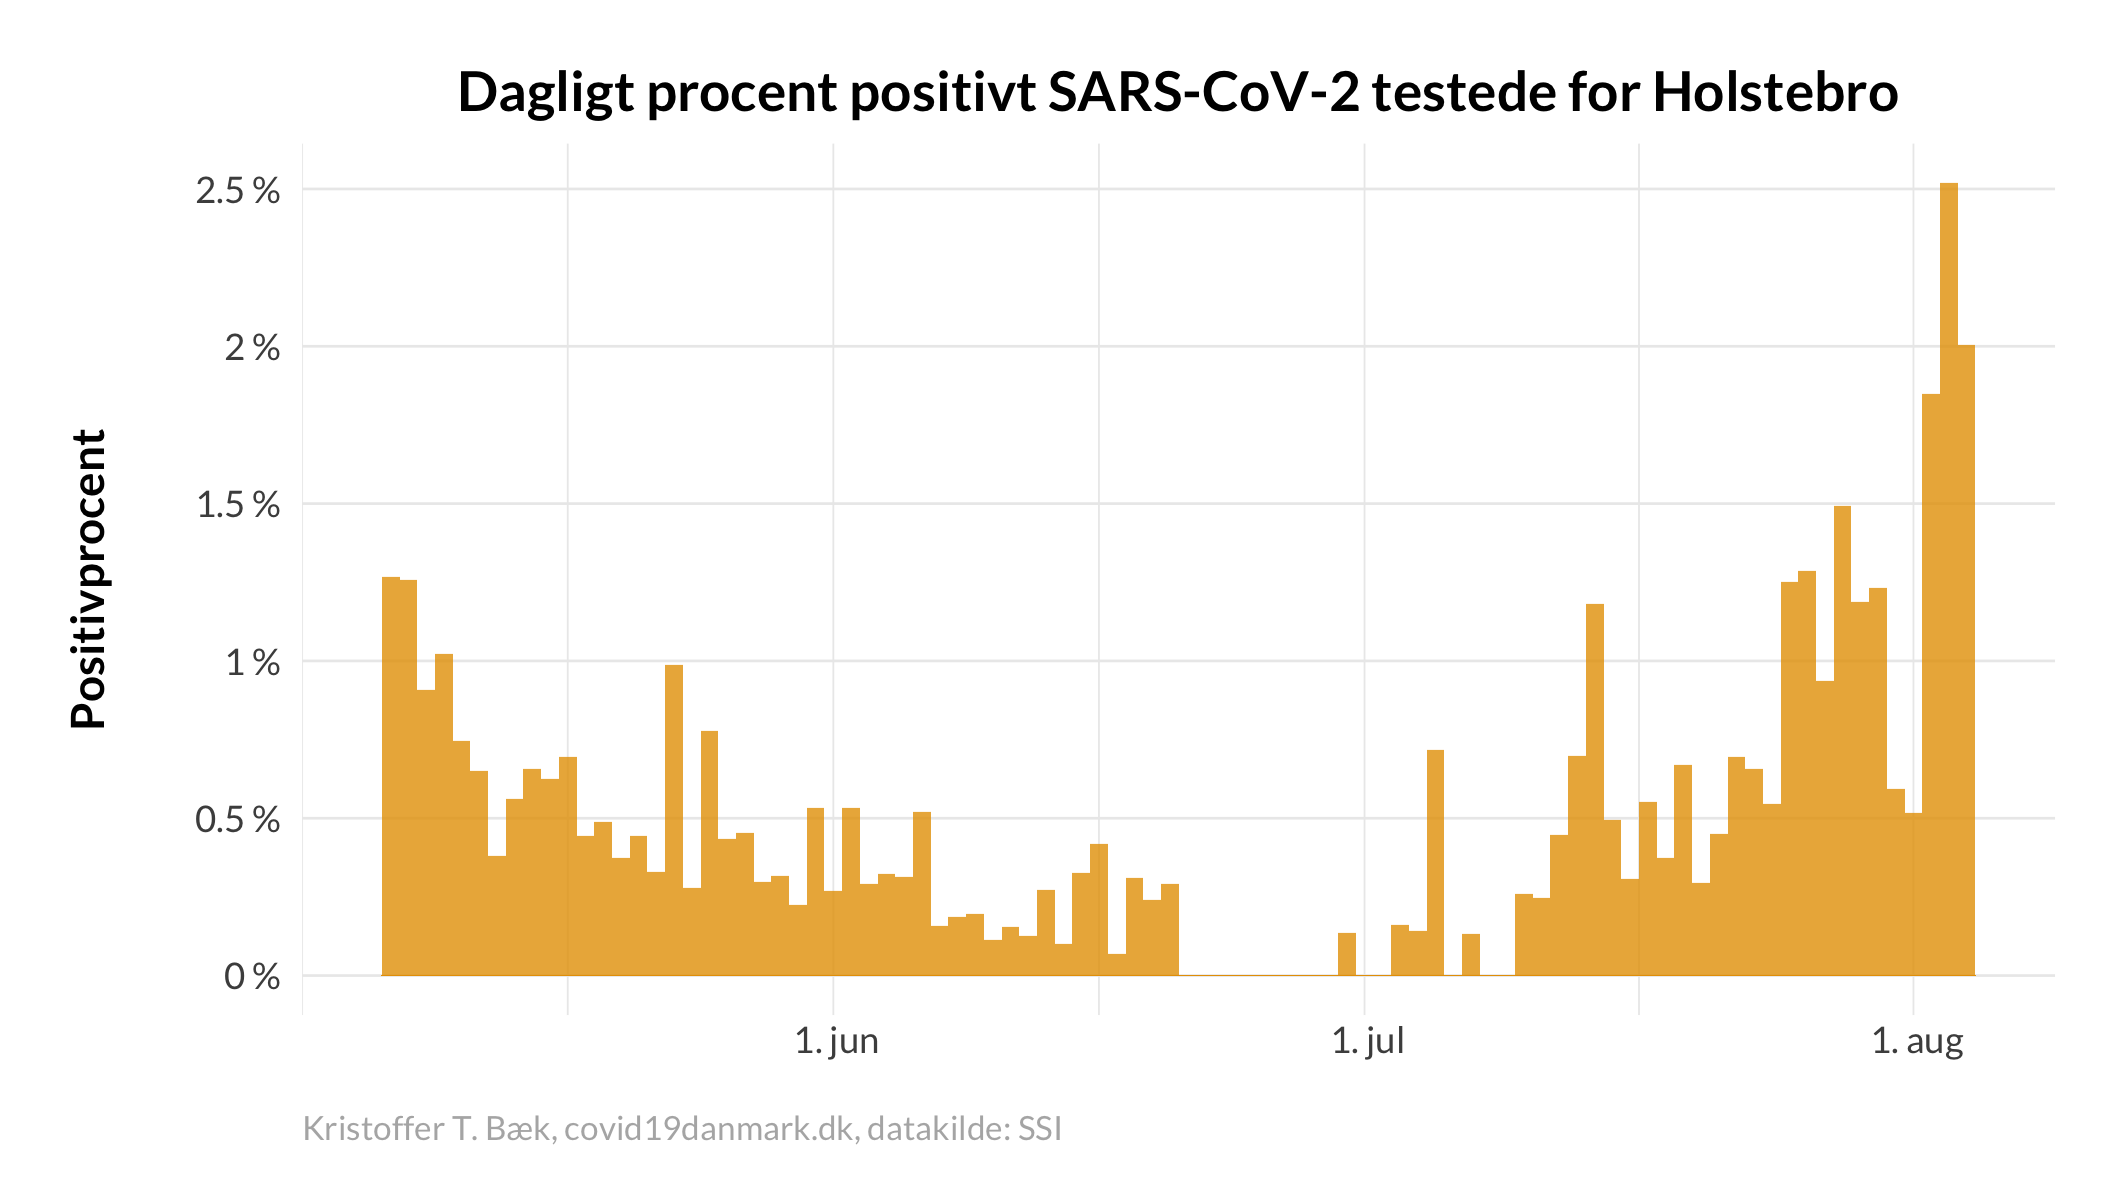 Dagligt procent positivt SARS-CoV-2 testede for Holstebro
Positivprocent
2.5 %
2 %
1.5 %
1 %
0.5 %
0 %
1. jun
1. jul
1. aug
Kristoffer T. Bæk, covid19danmark.dk, datakilde: SSI